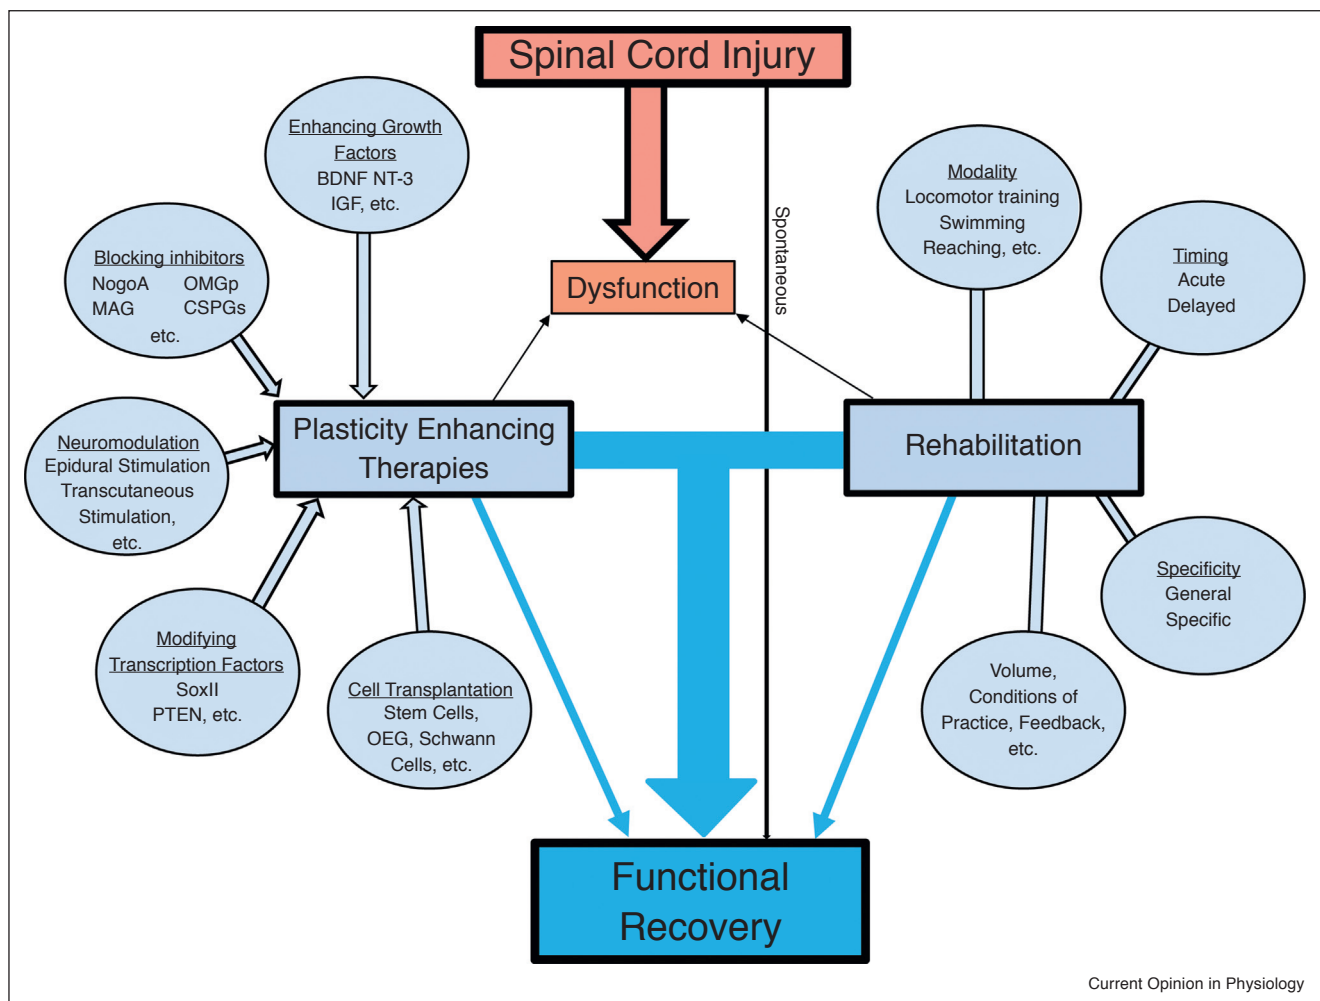 Spinal Cord Injury
Spontaneous
Dysfunction
Enhancing Growth
Factors
BDNF NT-3
IGF, etc.
Blocking inhibitors
NogoA OMGp
MAG CSPGs
etc.
Neuromodulation
Epidural Stimulation
Transcutaneous
Stimulation,
etc.
Modifying
Transcription Factors
SoxII
PTEN, etc.
Cell Transplantation
Stem Cells,
OEG, Schwann
Cells, etc.
Plasticity Enhancing
Therapies
Modality
Locomotor training
Swimming
Reaching, etc.
Timing
Acute
Delayed
Rehabilitation
Specificity
General
Specific
Volume,
Conditions of
Practice, Feedback,
etc.
Functional
Recovery
Current Opinion in Physiology